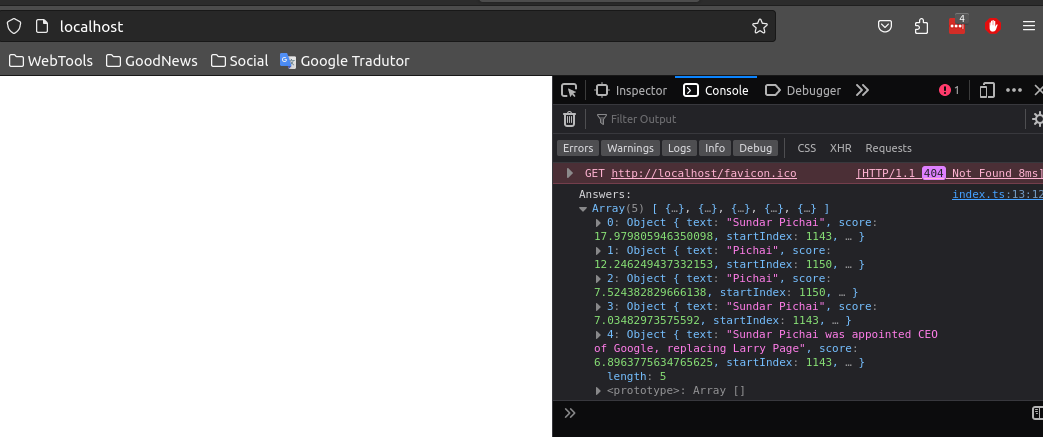 localhost
4
WebTools GoodNews Social Google Tradutor
Inspector Console Debugger 1
Filter Output
Errors Warnings Logs Info Debug CSS XHR Requests
GET http://localhost/favicon.ico [HTTP/1.1 404 Not Found 8ms]
Answers: index.ts:13:12
Array(5) [ {…}, {…}, {…}, {…}, {…} ]
0: Object { text: "Sundar Pichai", score:
17.979805946350098, startIndex: 1143, … }
1: Object { text: "Pichai", score:
12.246249437332153, startIndex: 1150, … }
2: Object { text: "Pichai", score:
7.524382829666138, startIndex: 1150, … }
3: Object { text: "Sundar Pichai", score:
7.03482973575592, startIndex: 1143, … }
4: Object { text: "Sundar Pichai was appointed CEO
of Google, replacing Larry Page", score:
6.8963775634765625, startIndex: 1143, … }
length: 5
<prototype>: Array []